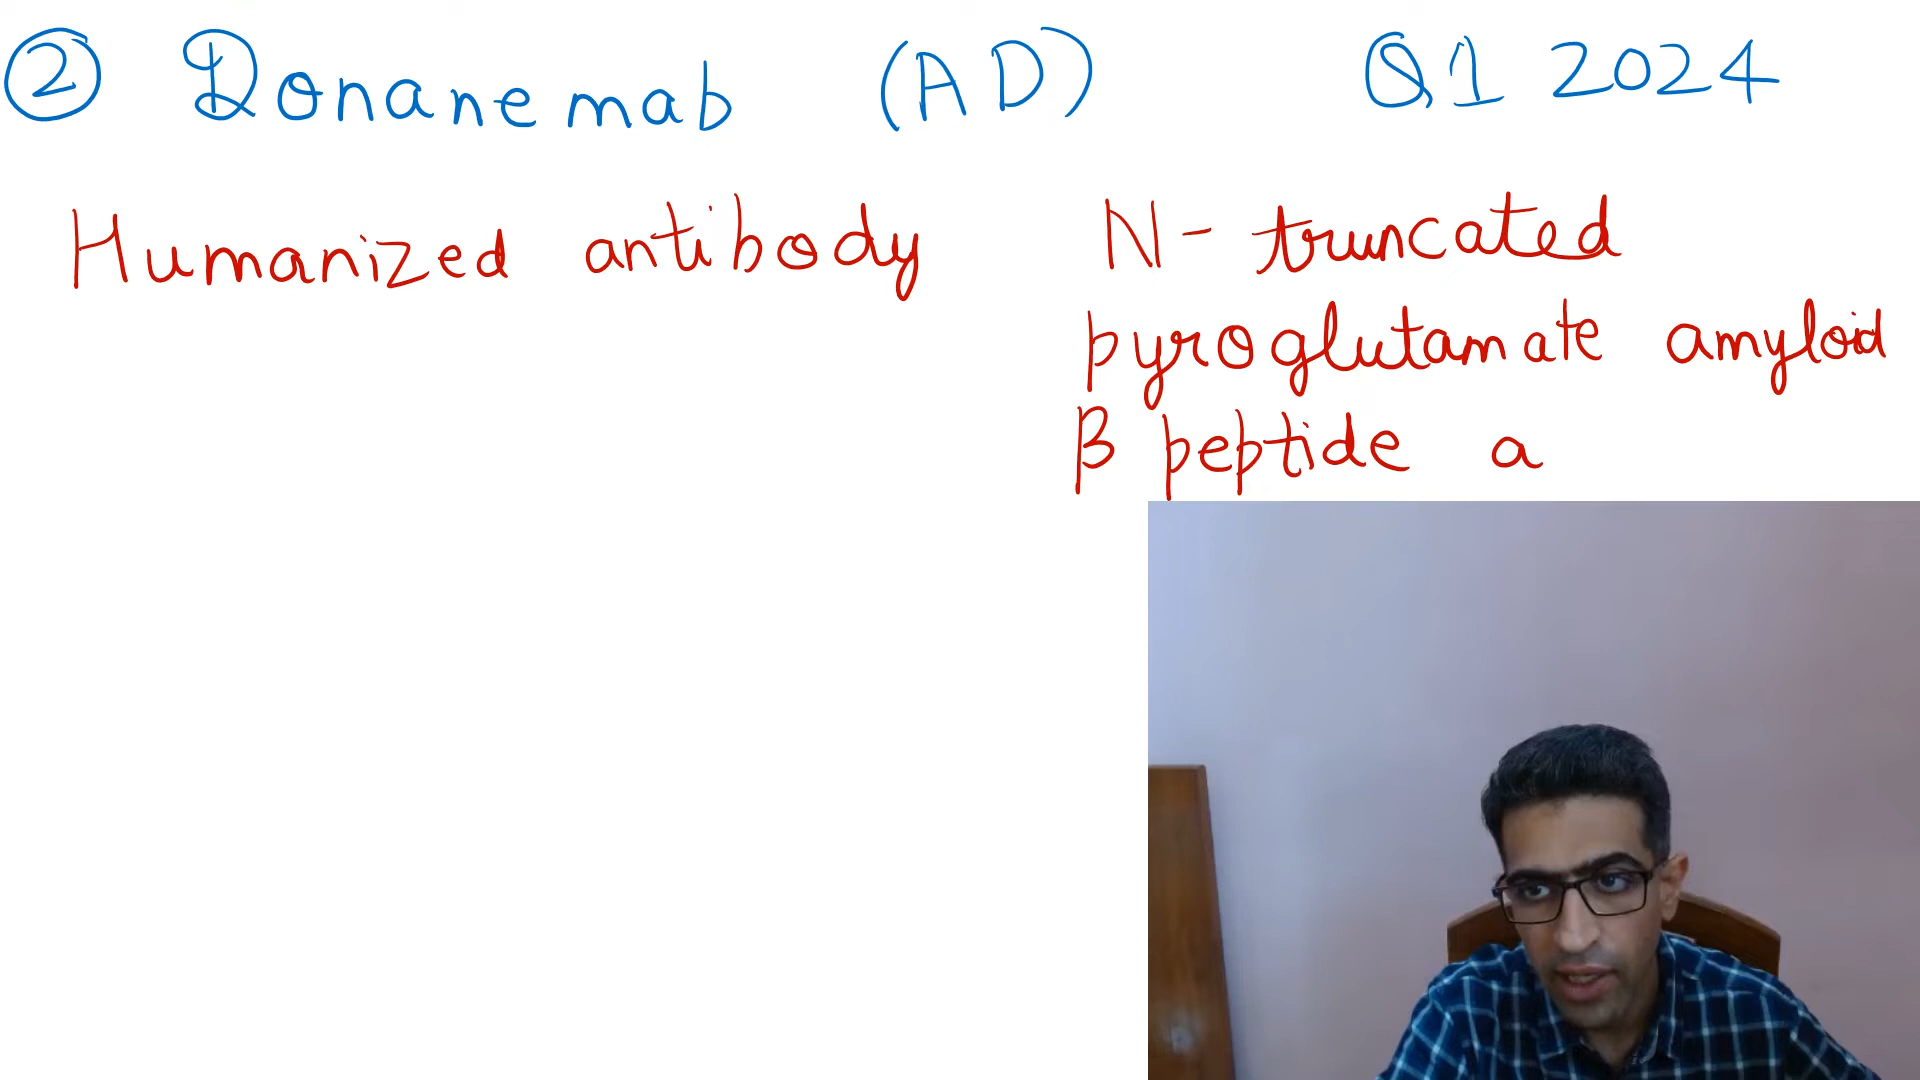 2 Donanemab (AD) Q1 2024
Humanized antibody N-truncated
pyroglutamate amyloid
β peptide a